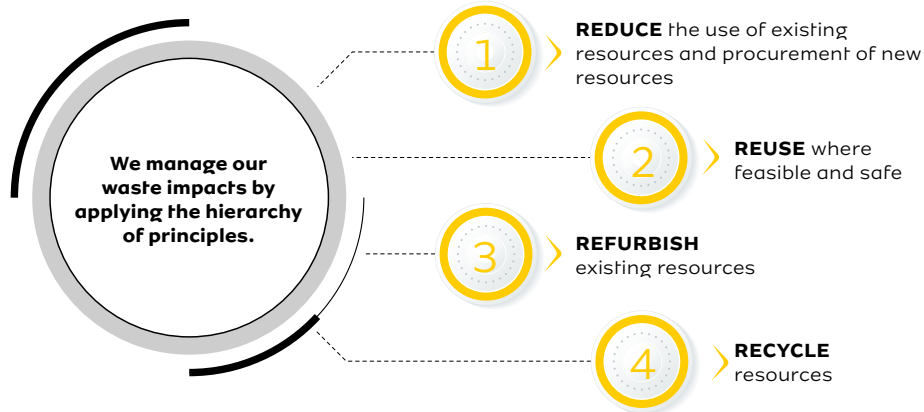 We manage our
waste impacts by
applying the hierarchy
of principles.
1
REDUCE the use of existing
resources and procurement of new
resources
2
REUSE where
feasible and safe
3
REFURBISH
existing resources
4
RECYCLE
resources